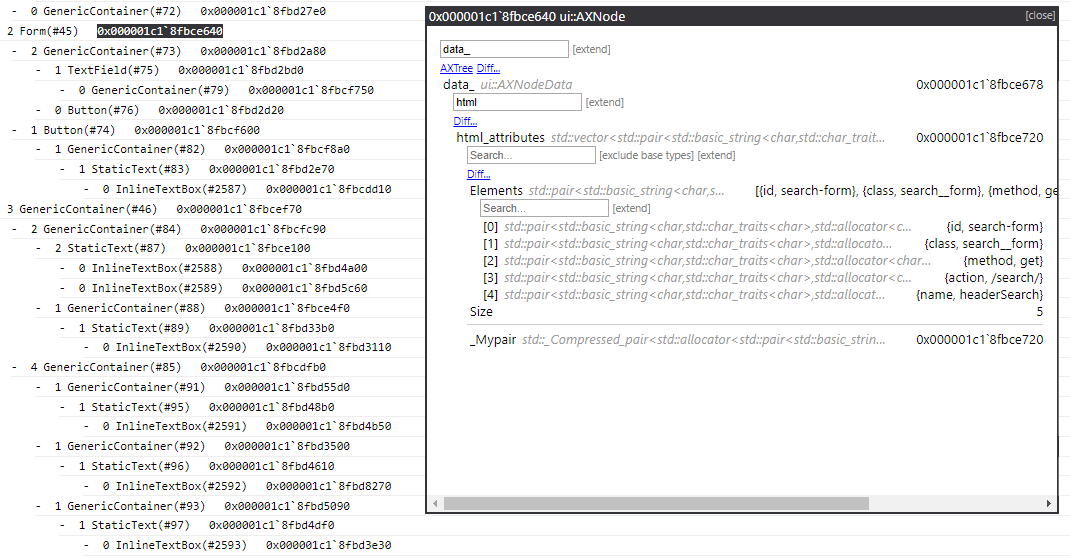 - 0 GenericContainer(#72) 0x000001c1`8fbd27e0
2 Form(#45) 0x000001c1`8fbce640
- 2 GenericContainer(#73) 0x000001c1`8fbd2a80
- 1 TextField(#75) 0x000001c1`8fbd2bd0
- 0 GenericContainer(#79) 0x000001c1`8fbcf750
- 0 Button(#76) 0x000001c1`8fbd2d20
- 1 Button(#74) 0x000001c1`8fbcf600
- 1 GenericContainer(#82) 0x000001c1`8fbcf8a0
- 1 StaticText(#83) 0x000001c1`8fbd2e70
- 0 InlineTextBox(#2587) 0x000001c1`8fbcdd10
3 GenericContainer(#46) 0x000001c1`8fbcef70
- 2 GenericContainer(#84) 0x000001c1`8fbcfc90
- 2 StaticText(#87) 0x000001c1`8fbce100
- 0 InlineTextBox(#2588) 0x000001c1`8fbd4a00
- 0 InlineTextBox(#2589) 0x000001c1`8fbd5c60
- 1 GenericContainer(#88) 0x000001c1`8fbce4f0
- 1 StaticText(#89) 0x000001c1`8fbd33b0
- 0 InlineTextBox(#2590) 0x000001c1`8fbd3110
- 4 GenericContainer(#85) 0x000001c1`8fbcdfb0
- 1 GenericContainer(#91) 0x000001c1`8fbd55d0
- 1 StaticText(#95) 0x000001c1`8fbd48b0
- 0 InlineTextBox(#2591) 0x000001c1`8fbd4b50
- 1 GenericContainer(#92) 0x000001c1`8fbd3500
- 1 StaticText(#96) 0x000001c1`8fbd4610
- 0 InlineTextBox(#2592) 0x000001c1`8fbd8270
- 1 GenericContainer(#93) 0x000001c1`8fbd5090
- 1 StaticText(#97) 0x000001c1`8fbd4df0
- 0 InlineTextBox(#2593) 0x000001c1`8fbd3e30
0x000001c1`8fbce640 ui::AXNode [close]
data_ [extend]
AXTree Diff...
data_ ui::AXNodeData 0x000001c1`8fbce678
html [extend]
Diff...
html_attributes std::vector<std::pair<std::basic_string<char,std::char_trait... 0x000001c1`8fbce720
Search... [exclude base types] [extend]
Diff...
Elements std::pair<std::basic_string<char,s... [{id, search-form}, {class, search__form}, {method, ge
Search... [extend]
[0] std::pair<std::basic_string<char,std::char_traits<char>,std::allocator<c... {id, search-form}
[1] std::pair<std::basic_string<char,std::char_traits<char>,std::allocato... {class, search__form}
[2] std::pair<std::basic_string<char,std::char_traits<char>,std::allocator<char... {method, get}
[3] std::pair<std::basic_string<char,std::char_traits<char>,std::allocator<c... {action, /search/}
[4] std::pair<std::basic_string<char,std::char_traits<char>,std::allocat... {name, headerSearch}
Size 5
_Mypair std::_Compressed_pair<std::allocator<std::pair<std::basic_strin... 0x000001c1`8fbce720